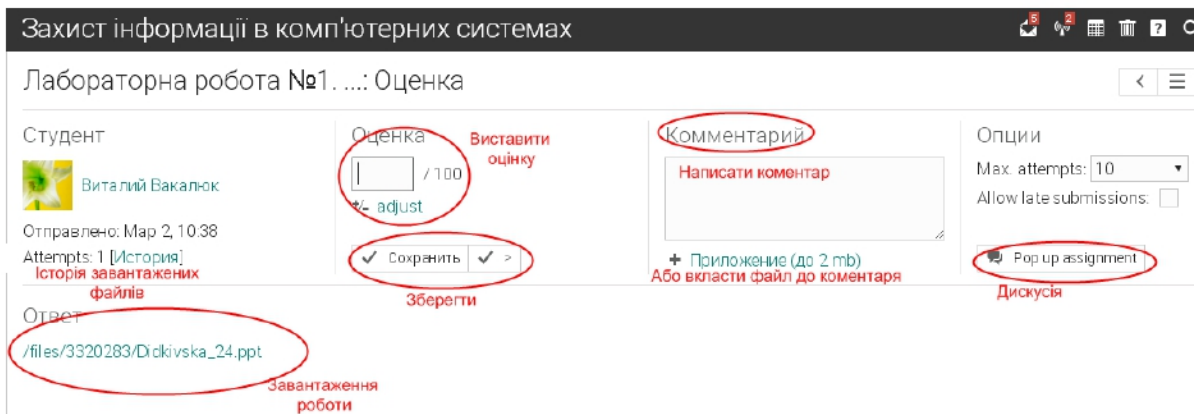 Захист інформації в комп'ютерних системах
5
2
Лабораторна робота №1. ...: Оценка
Студент
Виталий Вакалюк
Отправлено: Мар 2, 10:38
Attempts: 1 [История]
Історія завантажених
файлів
Оценка
Виставити
оцінку
/ 100
+/- adjust
Сохранить
>
Зберегти
Комментарий
Написати коментар
+ Приложение (до 2 mb)
Або вкласти файл до коментаря
Опции
Max. attempts: 10
Allow late submissions:
Pop up assignment
Дискусія
Ответ
/files/3320283/Didkivska_24.ppt
Завантаження
роботи